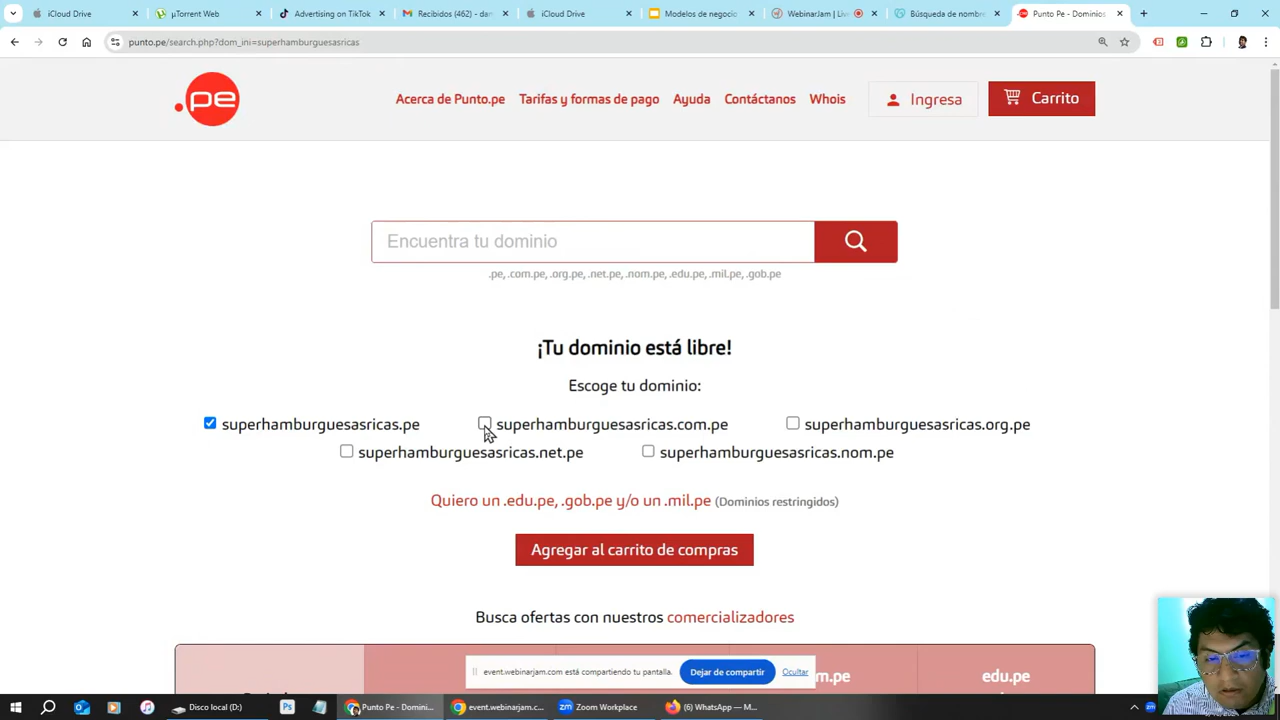 iCloud Drive
µTorrent Web
Advertising on TikTok
Recibidos (462) - dan
iCloud Drive
Modelos de negocio
WebinarJam | Live
Búsqueda de nombre
Punto Pe - Dominios
punto.pe/search.php?dom_ini=superhamburguesasricas
.pe
Acerca de Punto.pe
Tarifas y formas de pago
Ayuda
Contáctanos
Whois
Ingresa
Carrito
Encuentra tu dominio
.pe, .com.pe, .org.pe, .net.pe, .nom.pe, .edu.pe, .mil.pe, .gob.pe
¡Tu dominio está libre!
Escoge tu dominio:
superhamburguesasricas.pe
superhamburguesasricas.com.pe
superhamburguesasricas.org.pe
superhamburguesasricas.net.pe
superhamburguesasricas.nom.pe
Quiero un .edu.pe, .gob.pe y/o un .mil.pe (Dominios restringidos)
Agregar al carrito de compras
Busca ofertas con nuestros comercializadores
m.pe
edu.pe
event.webinarjam.com está compartiendo tu pantalla.
Dejar de compartir
Ocultar
Disco local (D:)
Punto Pe - Domini...
event.webinarjam.c...
Zoom Workplace
(6) WhatsApp — M...